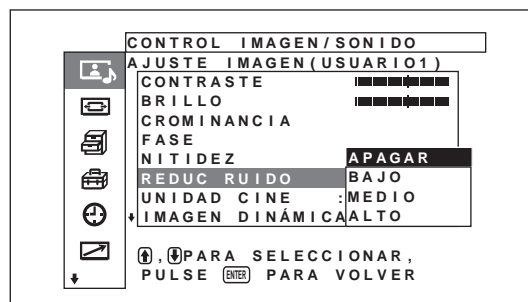 CONTROL IMAGEN/SONIDO
AJUSTE IMAGEN(USUARIO1)
CONTRASTE
BRILLO
CROMINANCIA
FASE
NITIDEZ APAGAR
REDUC RUIDO BAJO
UNIDAD CINE : MEDIO
IMAGEN DINÁMICA ALTO
, PARA SELECCIONAR,
PULSE ENTER PARA VOLVER